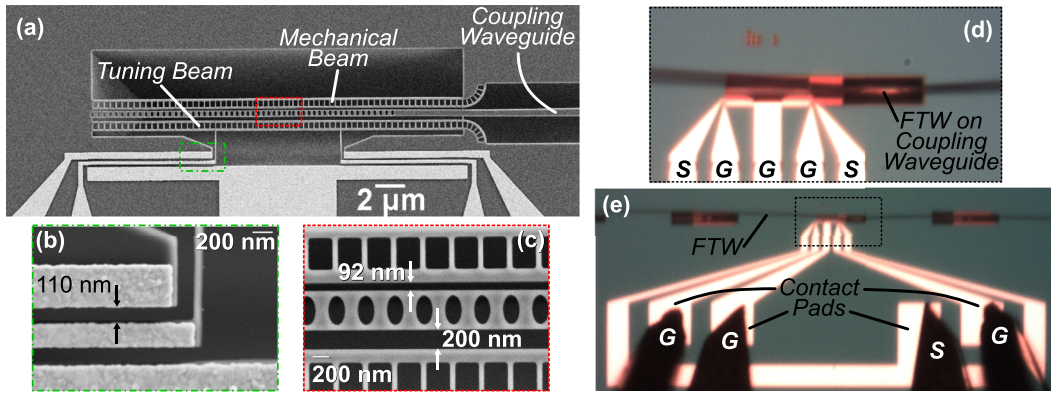 (a)
Coupling
Waveguide
Mechanical
Beam
Tuning Beam
2 μm
(b)
200 nm
110 nm
(c)
92 nm
200 nm
200 nm
(d)
FTW on
Coupling
Waveguide
S G G G S
(e)
FTW
Contact
Pads
G G S G